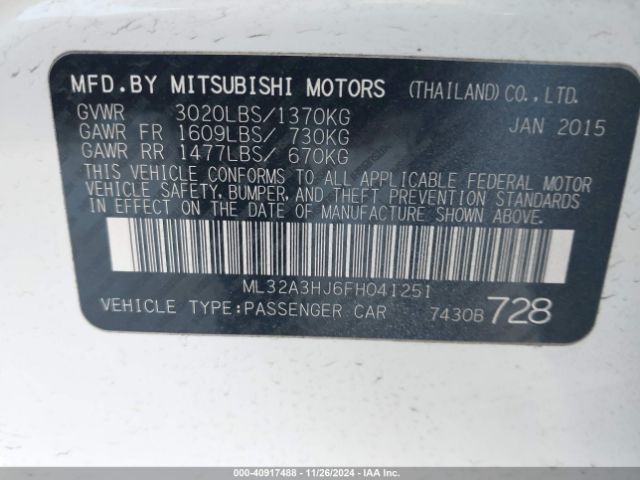 MFD.BY MITSUBISHI MOTORS (THAILAND)CO.,LTD.
GVWR 3020LBS/1370KG JAN 2015
GAWR FR 1609LBS/ 730KG
GAWR RR 1477LBS/ 670KG
THIS VEHICLE CONFORMS TO ALL APPLICABLE FEDERAL MOTOR
VEHICLE SAFETY, BUMPER, AND THEFT PREVENTION STANDARDS
IN EFFECT ON THE DATE OF MANUFACTURE SHOWN ABOVE.
ML32A3HJ6FH041251
VEHICLE TYPE:PASSENGER CAR 7430B 728
000-40917488 - 11/26/2024 - IAA Inc.